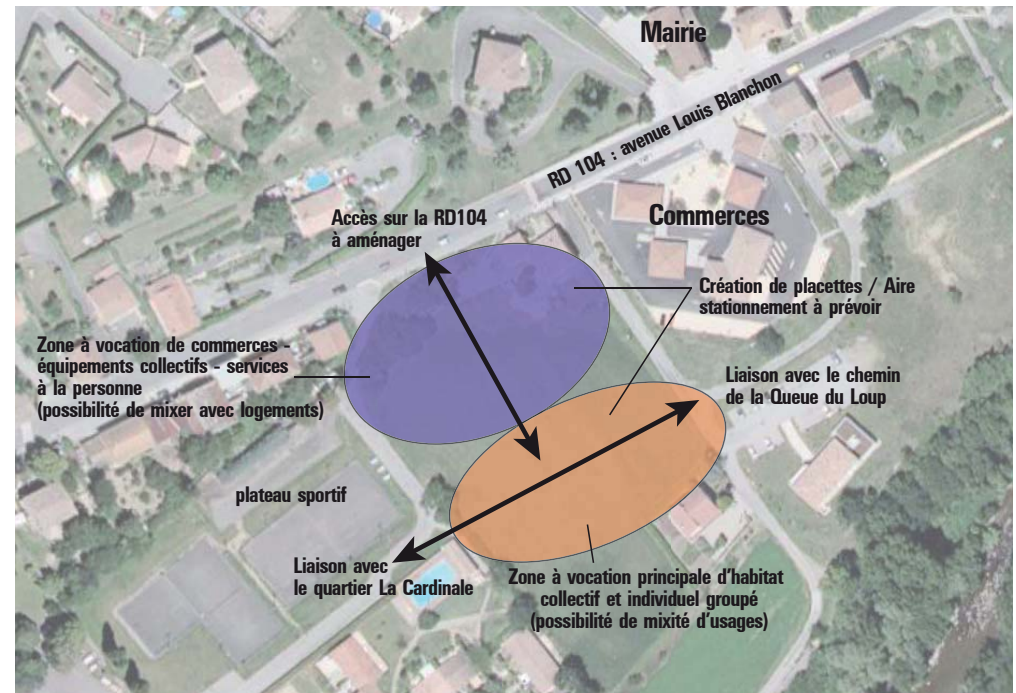 Mairie
RD 104 : avenue Louis Blanchon
Commerces
Accès sur la RD104
à aménager
Création de placettes / Aire
stationnement à prévoir
Zone à vocation de commerces -
équipements collectifs - services
à la personne
(possibilité de mixer avec logements)
Liaison avec le chemin
de la Queue du Loup
plateau sportif
Liaison avec
le quartier La Cardinale
Zone à vocation principale d'habitat
collectif et individuel groupé
(possibilité de mixité d'usages)